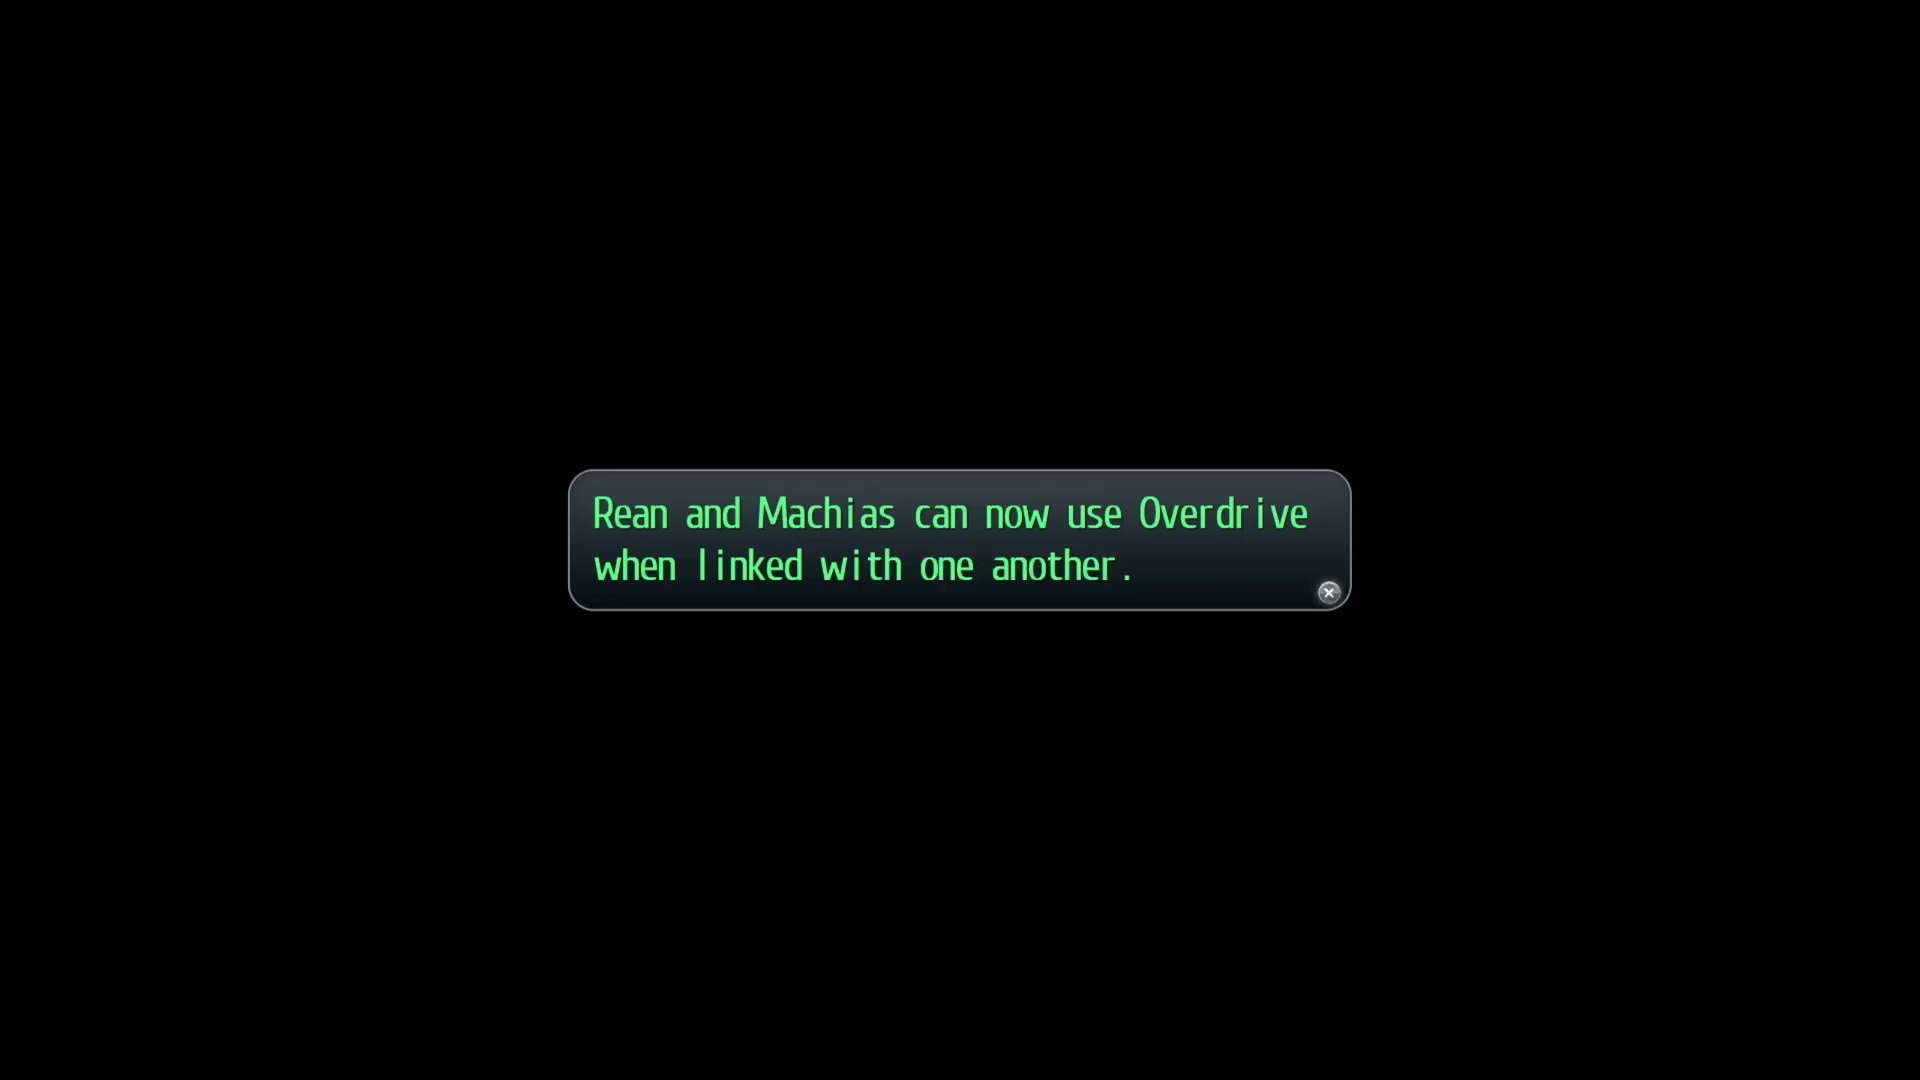 Rean and Machias can now use Overdrive
when linked with one another.